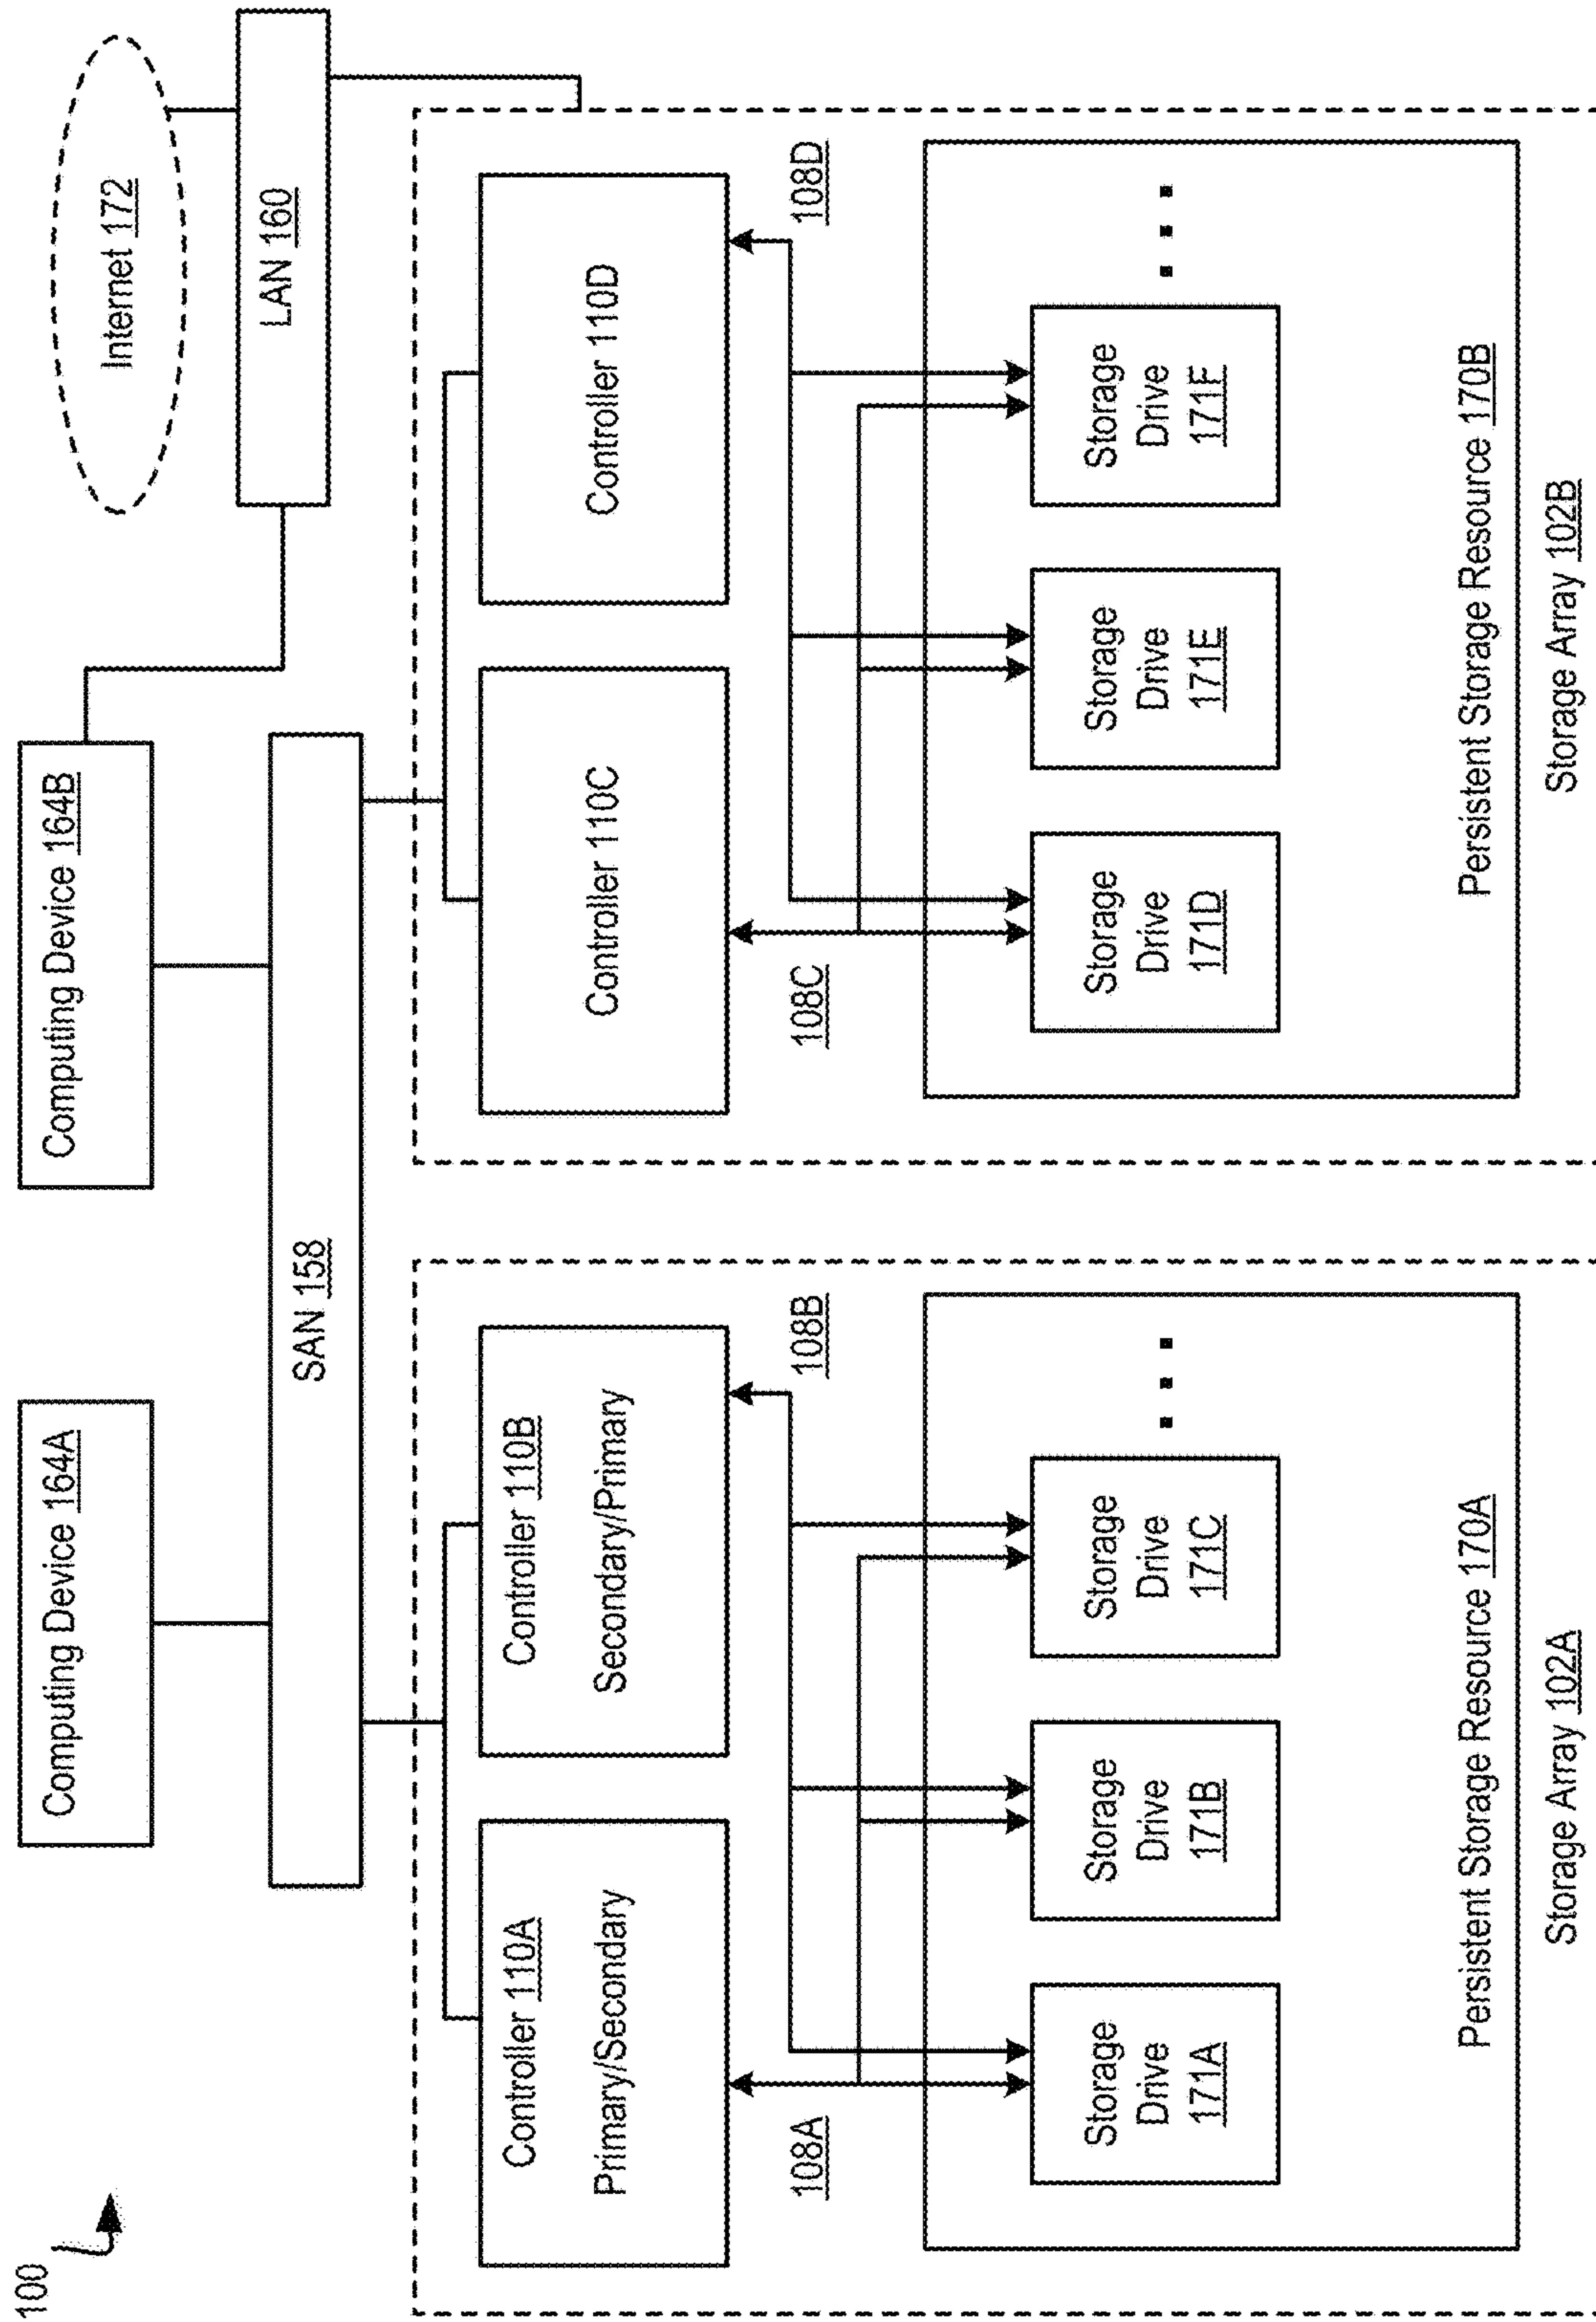 100
Computing Device 164A
Computing Device 164B
Internet 172
SAN 158
LAN 160
Controller 110A
Primary/Secondary
Controller 110B
Secondary/Primary
108A
108B
Storage
Drive
171A
Storage
Drive
171B
Storage
Drive
171C
Persistent Storage Resource 170A
Storage Array 102A
Controller 110C
Controller 110D
108C
108D
Storage
Drive
171D
Storage
Drive
171E
Storage
Drive
171F
Persistent Storage Resource 170B
Storage Array 102B